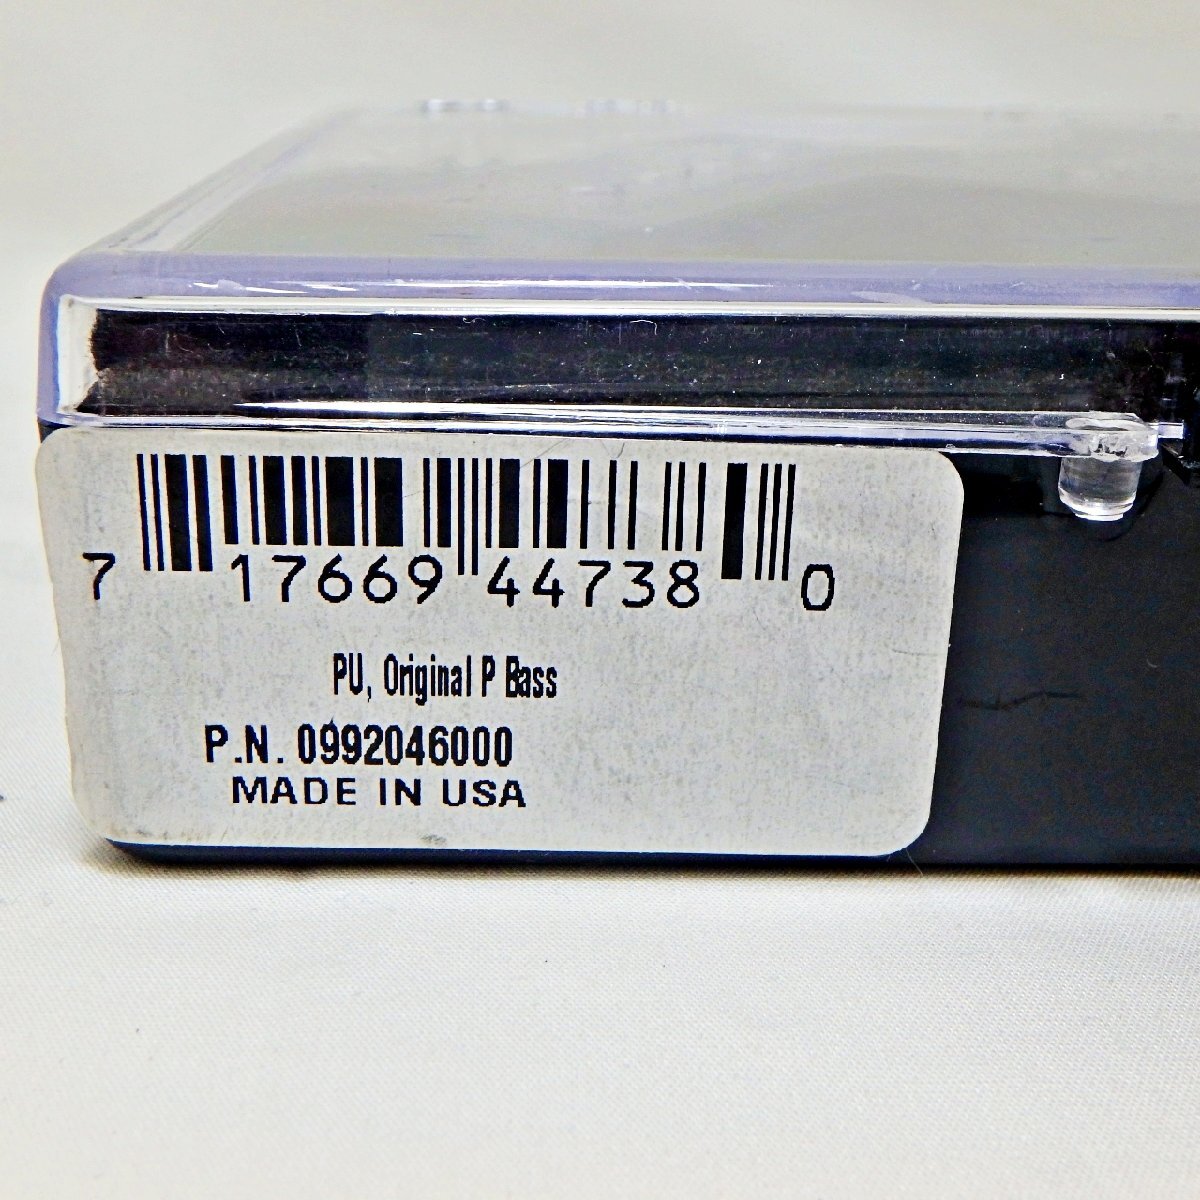 7 17669 44738 0
PU, Original P Bass
P.N. 0992046000
MADE IN USA